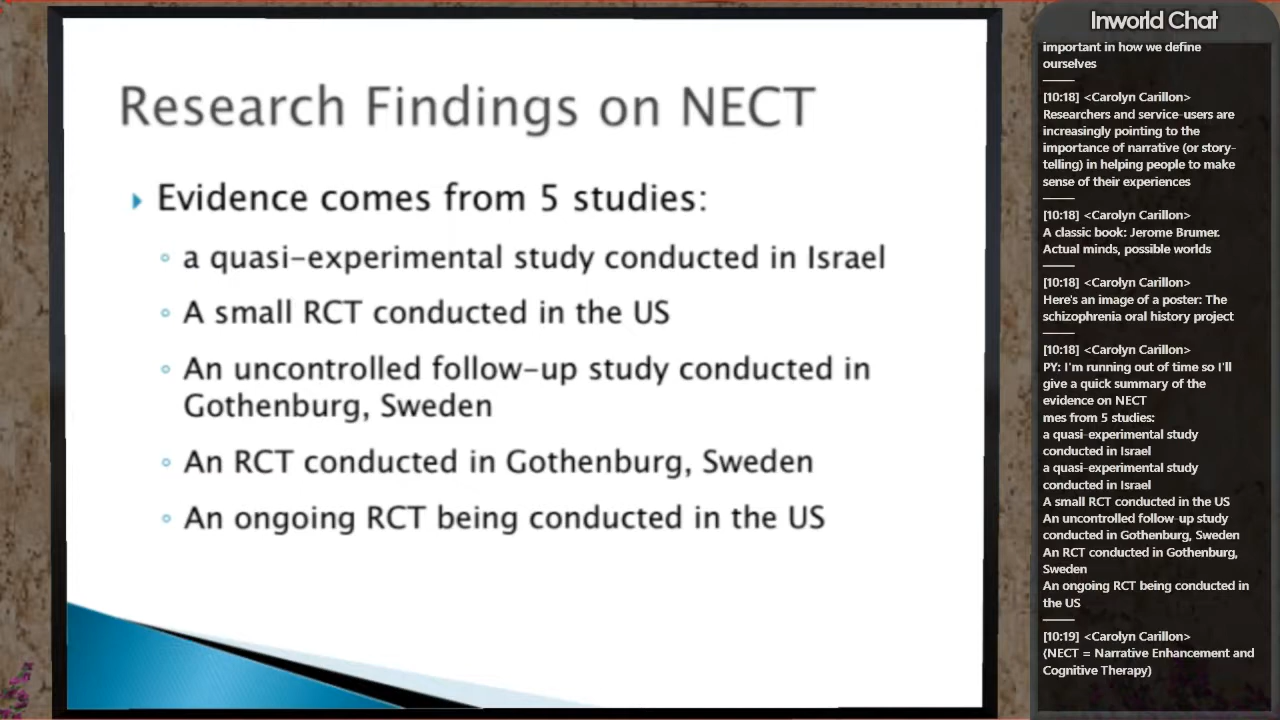 Research Findings on NECT
Evidence comes from 5 studies:
a quasi-experimental study conducted in Israel
A small RCT conducted in the US
An uncontrolled follow-up study conducted in
Gothenburg, Sweden
An RCT conducted in Gothenburg, Sweden
An ongoing RCT being conducted in the US
Inworld Chat
important in how we define
ourselves
[10:18] <Carolyn Carillon>
Researchers and service-users are
increasingly pointing to the
importance of narrative (or story-
telling) in helping people to make
sense of their experiences
[10:18] <Carolyn Carillon>
A classic book: Jerome Brumer.
Actual minds, possible worlds
[10:18] <Carolyn Carillon>
Here's an image of a poster: The
schizophrenia oral history project
[10:18] <Carolyn Carillon>
PY: I'm running out of time so I'll
give a quick summary of the
evidence on NECT
mes from 5 studies:
a quasi-experimental study
conducted in Israel
a quasi-experimental study
conducted in Israel
A small RCT conducted in the US
An uncontrolled follow-up study
conducted in Gothenburg, Sweden
An RCT conducted in Gothenburg,
Sweden
An ongoing RCT being conducted in
the US
[10:19] <Carolyn Carillon>
(NECT = Narrative Enhancement and
Cognitive Therapy)